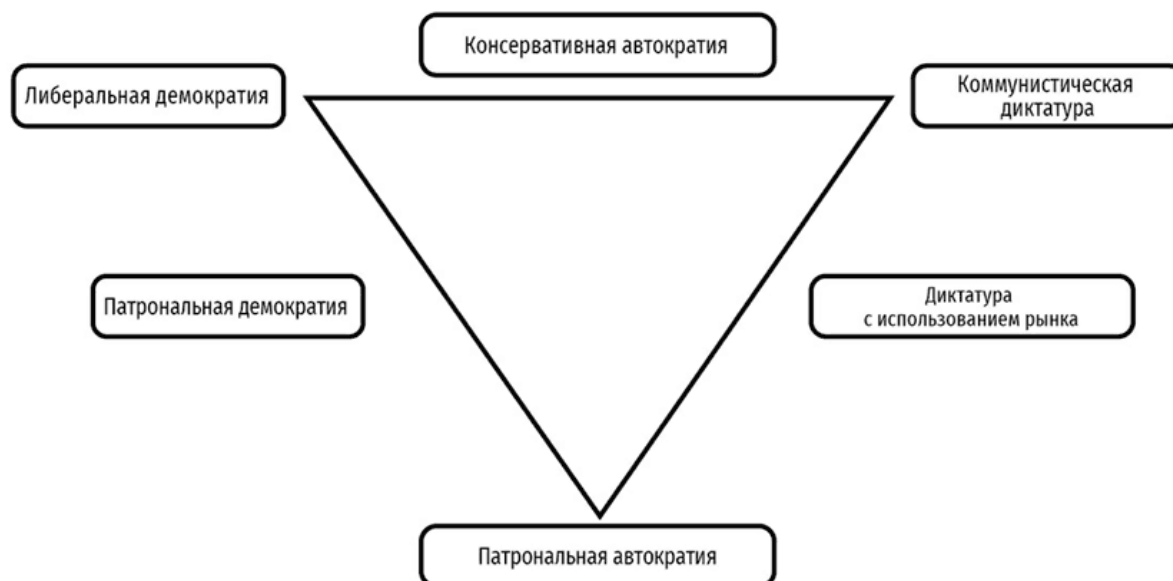 Консервативная автократия
Либеральная демократия
Коммунистическая
диктатура
Патрональная демократия
Диктатура
с использованием рынка
Патрональная автократия